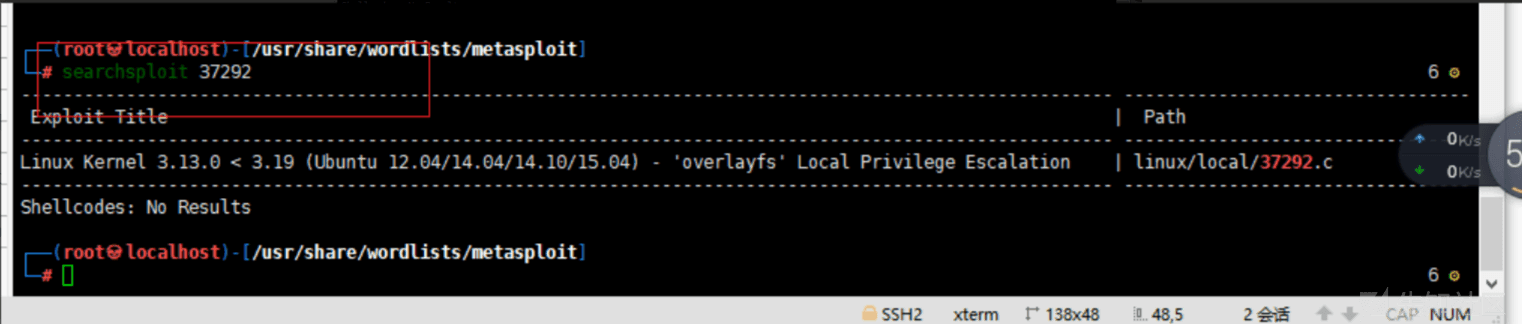 ┌──(root㉿localhost)-[/usr/share/wordlists/metasploit]
└─# searchsploit 37292 6 ⚙
Exploit Title | Path
Linux Kernel 3.13.0 < 3.19 (Ubuntu 12.04/14.04/14.10/15.04) - 'overlayfs' Local Privilege Escalation | linux/local/37292.c
0K/s
0K/s
5
Shellcodes: No Results
┌──(root㉿localhost)-[/usr/share/wordlists/metasploit]
└─# 6 ⚙
SSH2 xterm 138x48 48,5 2 会话 CAP NUM